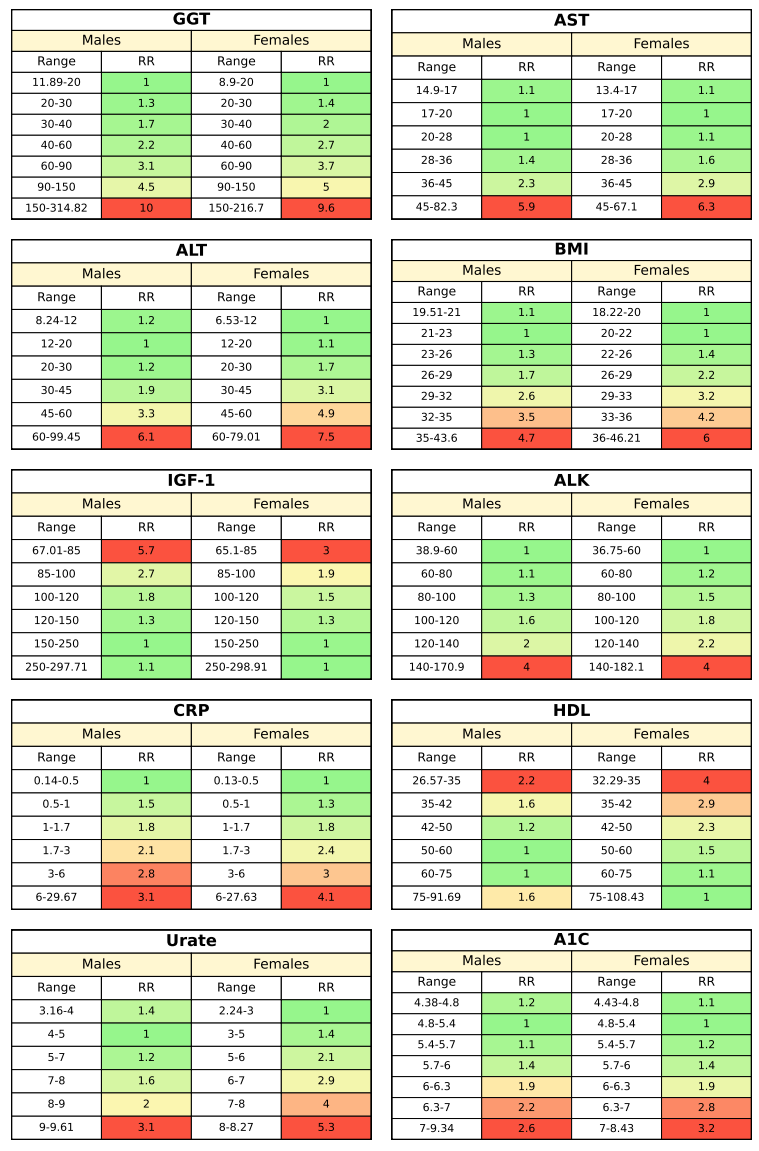 GGT
Males Females
Range RR Range RR
11.89-20 1 8.9-20 1
20-30 1.3 20-30 1.4
30-40 1.7 30-40 2
40-60 2.2 40-60 2.7
60-90 3.1 60-90 3.7
90-150 4.5 90-150 5
150-314.82 10 150-216.7 9.6
AST
Males Females
Range RR Range RR
14.9-17 1.1 13.4-17 1.1
17-20 1 17-20 1
20-28 1 20-28 1.1
28-36 1.4 28-36 1.6
36-45 2.3 36-45 2.9
45-82.3 5.9 45-67.1 6.3
ALT
Males Females
Range RR Range RR
8.24-12 1.2 6.53-12 1
12-20 1 12-20 1.1
20-30 1.2 20-30 1.7
30-45 1.9 30-45 3.1
45-60 3.3 45-60 4.9
60-99.45 6.1 60-79.01 7.5
BMI
Males Females
Range RR Range RR
19.51-21 1.1 18.22-20 1
21-23 1 20-22 1
23-26 1.3 22-26 1.4
26-29 1.7 26-29 2.2
29-32 2.6 29-33 3.2
32-35 3.5 33-36 4.2
35-43.6 4.7 36-46.21 6
IGF-1
Males Females
Range RR Range RR
67.01-85 5.7 65.1-85 3
85-100 2.7 85-100 1.9
100-120 1.8 100-120 1.5
120-150 1.3 120-150 1.3
150-250 1 150-250 1
250-297.71 1.1 250-298.91 1
ALK
Males Females
Range RR Range RR
38.9-60 1 36.75-60 1
60-80 1.1 60-80 1.2
80-100 1.3 80-100 1.5
100-120 1.6 100-120 1.8
120-140 2 120-140 2.2
140-170.9 4 140-182.1 4
CRP
Males Females
Range RR Range RR
0.14-0.5 1 0.13-0.5 1
0.5-1 1.5 0.5-1 1.3
1-1.7 1.8 1-1.7 1.8
1.7-3 2.1 1.7-3 2.4
3-6 2.8 3-6 3
6-29.67 3.1 6-27.63 4.1
HDL
Males Females
Range RR Range RR
26.57-35 2.2 32.29-35 4
35-42 1.6 35-42 2.9
42-50 1.2 42-50 2.3
50-60 1 50-60 1.5
60-75 1 60-75 1.1
75-91.69 1.6 75-108.43 1
Urate
Males Females
Range RR Range RR
3.16-4 1.4 2.24-3 1
4-5 1 3-5 1.4
5-7 1.2 5-6 2.1
7-8 1.6 6-7 2.9
8-9 2 7-8 4
9-9.61 3.1 8-8.27 5.3
A1C
Males Females
Range RR Range RR
4.38-4.8 1.2 4.43-4.8 1.1
4.8-5.4 1 4.8-5.4 1
5.4-5.7 1.1 5.4-5.7 1.2
5.7-6 1.4 5.7-6 1.4
6-6.3 1.9 6-6.3 1.9
6.3-7 2.2 6.3-7 2.8
7-9.34 2.6 7-8.43 3.2